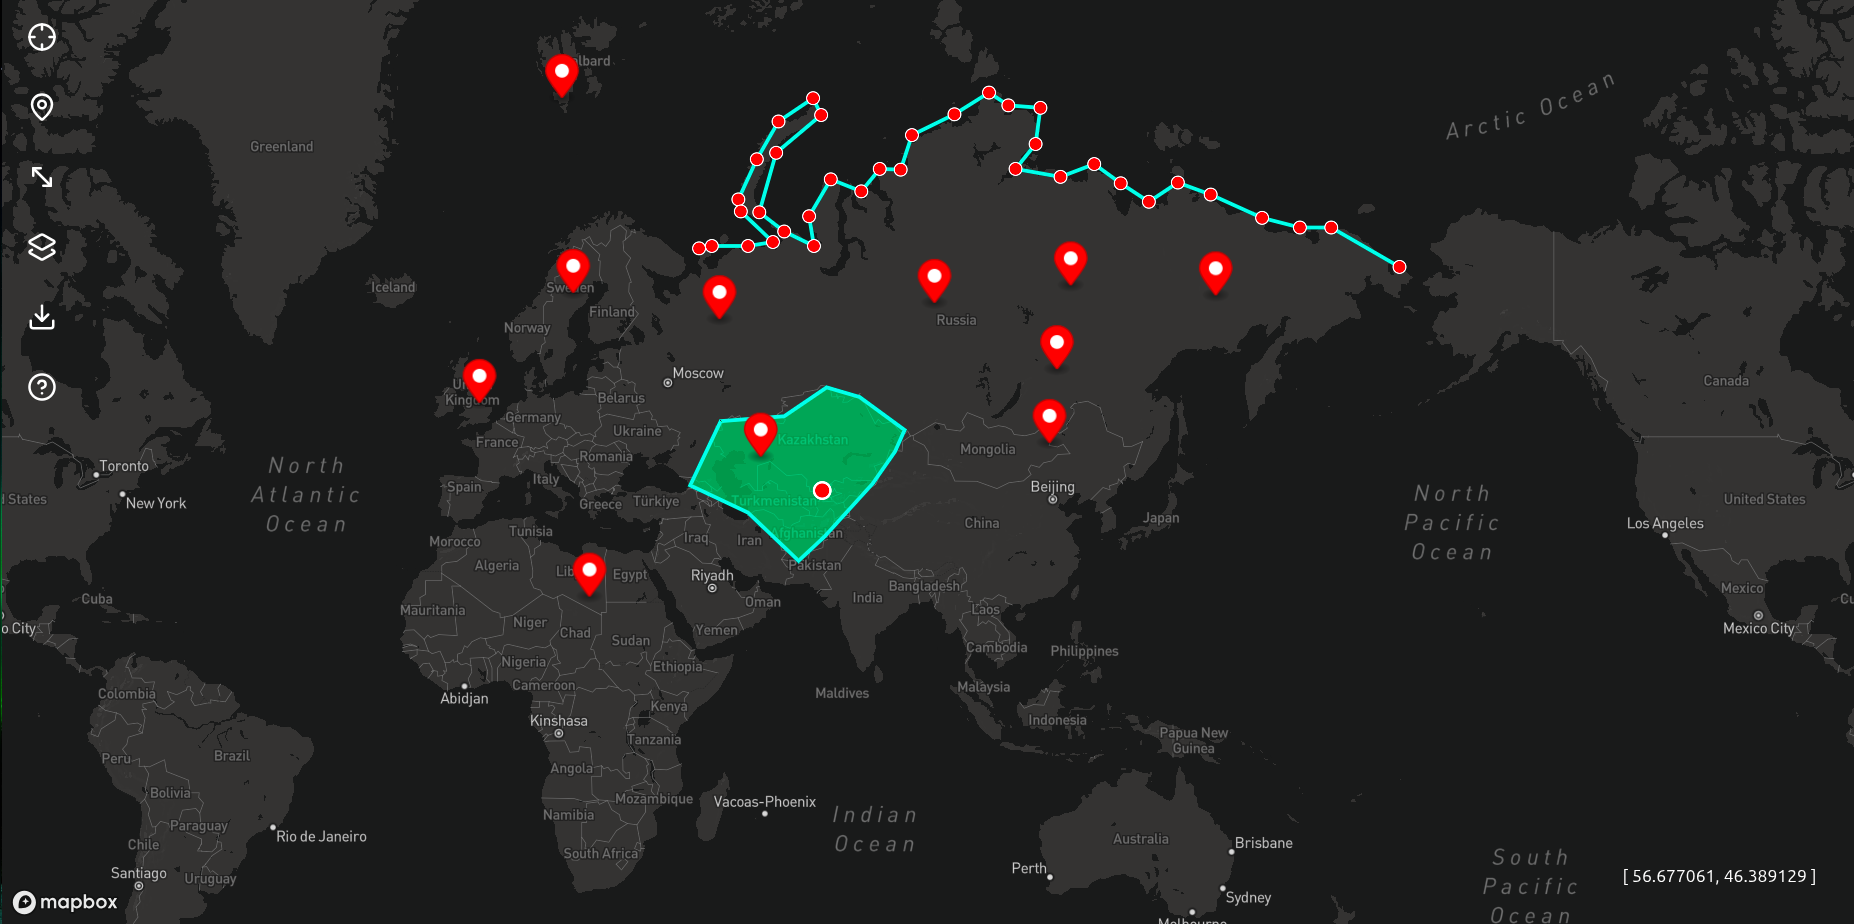 albard
Greenland
Arctic Ocean
Iceland
Sweden
Finland
Norway
Russia
Moscow
United
Kingdom
Belarus
Germany
Ukraine
France
Romania
Kazakhstan
Mongolia
Canada
Toronto
New York
North
Atlantic
Ocean
Spain
Italy
Greece
Türkiye
Turkmenistan
Beijing
Afghanistan
China
Japan
North
Pacific
Ocean
United States
Los Angeles
d States
Morocco
Tunisia
Iraq
Iran
Pakistan
Algeria
Lib
Egypt
Riyadh
Oman
India
Bangladesh
Laos
Mexico
Mexico City
Cuba
Cu
o City
Mauritania
Niger
Chad
Sudan
Yemen
Cambodia
Philippines
Nigeria
Ethiopia
Cameroon
Abidjan
Kenya
Maldives
Malaysia
Colombia
Kinshasa
Indonesia
Tanzania
Papua New
Guinea
Peru
Brazil
Angola
Bolivia
Mozambique
Vacoas-Phoenix
Namibia
Indian
Ocean
Paraguay
Rio de Janeiro
Chile
South Africa
Australia
Brisbane
Perth
Santiago
Uruguay
Sydney
Melbourne
South
Pacific
Ocean
[ 56.677061, 46.389129 ]
mapbox